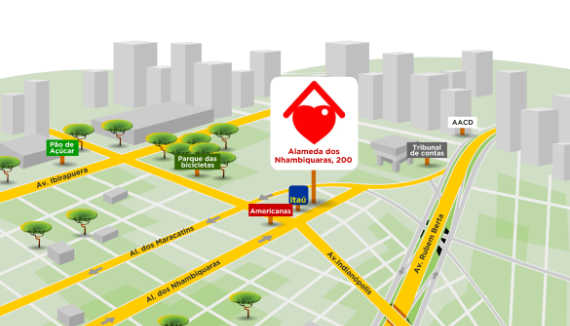 AACD
Pão de
Açúcar
Tribunal
de contas
Alameda dos
Nhambiquaras, 200
Parque das
bicicletas
Av. Ibirapuera
Itaú
Americanas
Al. dos Maracatins
Av. Rubem Berta
Av. Indianópolis
Al. dos Nhambiquaras